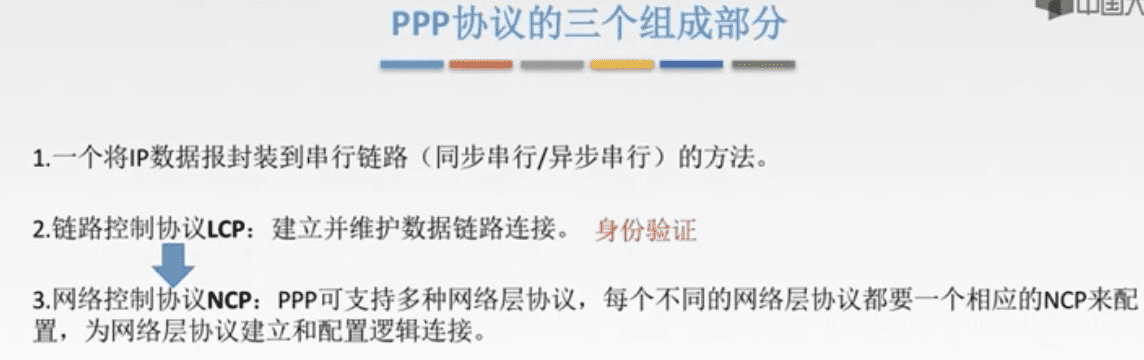 中国大
PPP协议的三个组成部分
1.一个将IP数据报封装到串行链路（同步串行/异步串行）的方法。
2.链路控制协议LCP：建立并维护数据链路连接。 身份验证
3.网络控制协议NCP：PPP可支持多种网络层协议，每个不同的网络层协议都要一个相应的NCP来配
置，为网络层协议建立和配置逻辑连接。